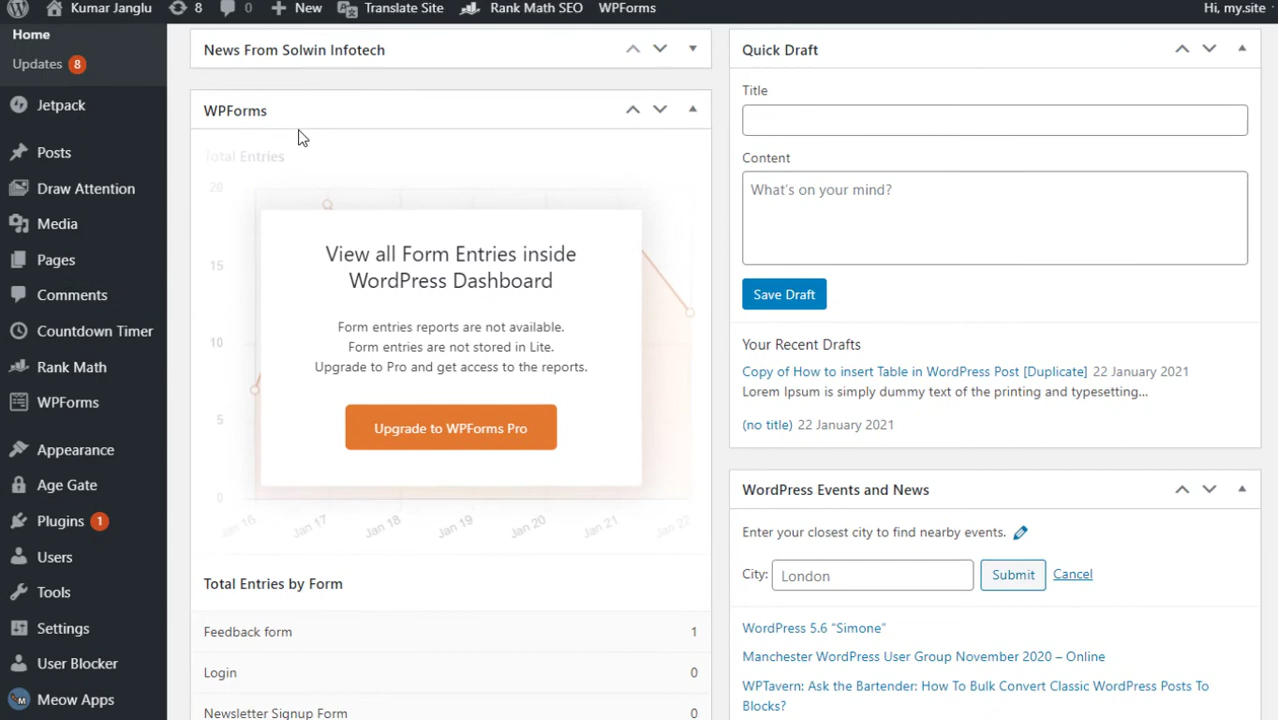 Kumar Janglu 8 0 New Translate Site Rank Math SEO WPForms Hi, my.site
Home
Updates 8
Jetpack
Posts
Draw Attention
Media
Pages
Comments
Countdown Timer
Rank Math
WPForms
Appearance
Age Gate
Plugins 1
Users
Tools
Settings
User Blocker
Meow Apps
News From Solwin Infotech
WPForms
Total Entries
20
15
10
5
0
Jan 16 Jan 17 Jan 18 Jan 19 Jan 20 Jan 21 Jan 22
View all Form Entries inside
WordPress Dashboard
Form entries reports are not available.
Form entries are not stored in Lite.
Upgrade to Pro and get access to the reports.
Upgrade to WPForms Pro
Total Entries by Form
Feedback form 1
Login 0
Newsletter Signup Form 0
Quick Draft
Title
Content
What's on your mind?
Save Draft
Your Recent Drafts
Copy of How to insert Table in WordPress Post [Duplicate] 22 January 2021
Lorem Ipsum is simply dummy text of the printing and typesetting...
(no title) 22 January 2021
WordPress Events and News
Enter your closest city to find nearby events.
City: London Submit Cancel
WordPress 5.6 “Simone”
Manchester WordPress User Group November 2020 – Online
WPTavern: Ask the Bartender: How To Bulk Convert Classic WordPress Posts To
Blocks?